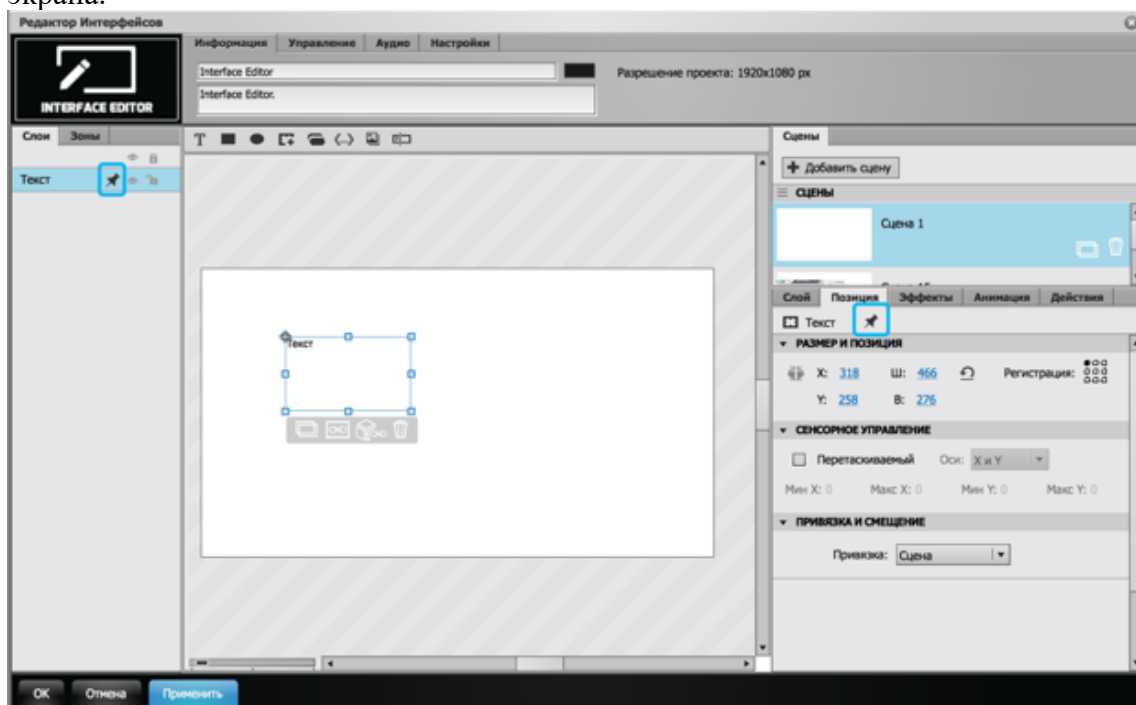 экрана.
Редактор Интерфейсов
INTERFACE EDITOR
Информация Управление Аудио Настройки
Interface Editor
Interface Editor.
Разрешение проекта: 1920x1080 px
Слои Зоны
Текст
T
Текст
Сцены
+ Добавить сцену
СЦЕНЫ
Сцена 1
Слой Позиция Эффекты Анимация Действия
Текст
РАЗМЕР И ПОЗИЦИЯ
X: 318 Ш: 466 Регистрация:
Y: 258 В: 276
СЕНСОРНОЕ УПРАВЛЕНИЕ
Перетаскиваемый Оси: X и Y
Мин X: 0 Макс X: 0 Мин Y: 0 Макс Y: 0
ПРИВЯЗКА И СМЕЩЕНИЕ
Привязка: Сцена
ОК Отмена Применить